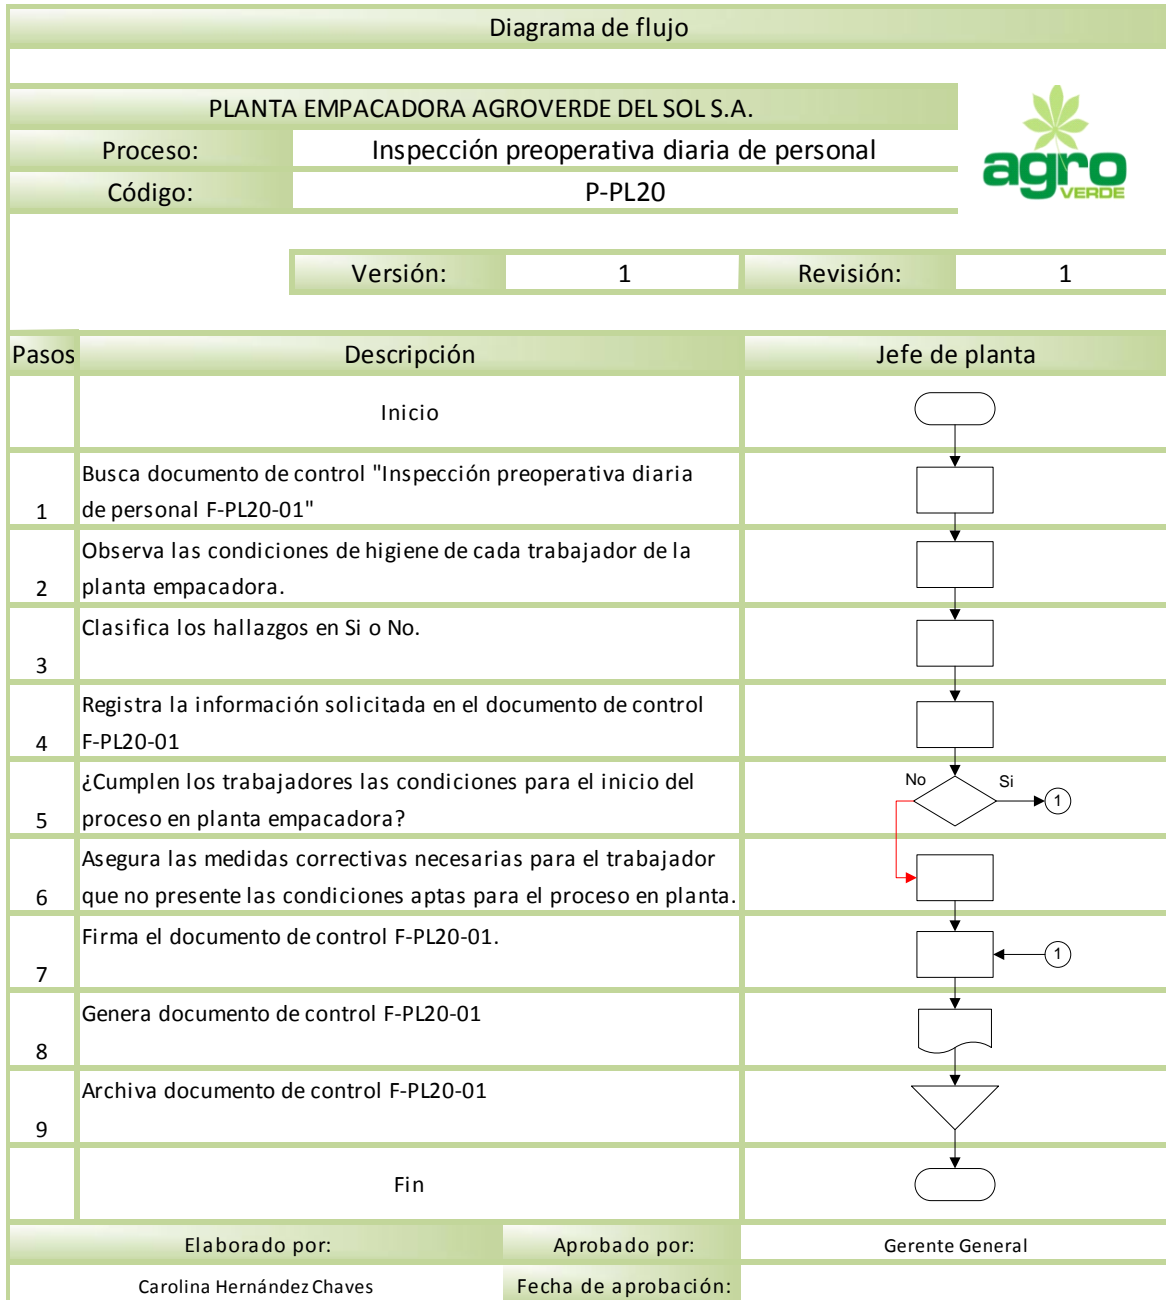 Diagrama de flujo
PLANTA EMPACADORA AGROVERDE DEL SOL S.A.
Proceso: Inspección preoperativa diaria de personal
Código: P-PL20
agro
VERDE
Versión: 1 Revisión: 1
Pasos Descripción Jefe de planta
Inicio
Busca documento de control "Inspección preoperativa diaria
1 de personal F-PL20-01"
Observa las condiciones de higiene de cada trabajador de la
2 planta empacadora.
Clasifica los hallazgos en Si o No.
3
Registra la información solicitada en el documento de control
4 F-PL20-01
¿Cumplen los trabajadores las condiciones para el inicio del No Si
5 proceso en planta empacadora? 1
Asegura las medidas correctivas necesarias para el trabajador
6 que no presente las condiciones aptas para el proceso en planta.
Firma el documento de control F-PL20-01. 1
7
Genera documento de control F-PL20-01
8
Archiva documento de control F-PL20-01
9
Fin
Elaborado por: Aprobado por: Gerente General
Carolina Hernández Chaves Fecha de aprobación: